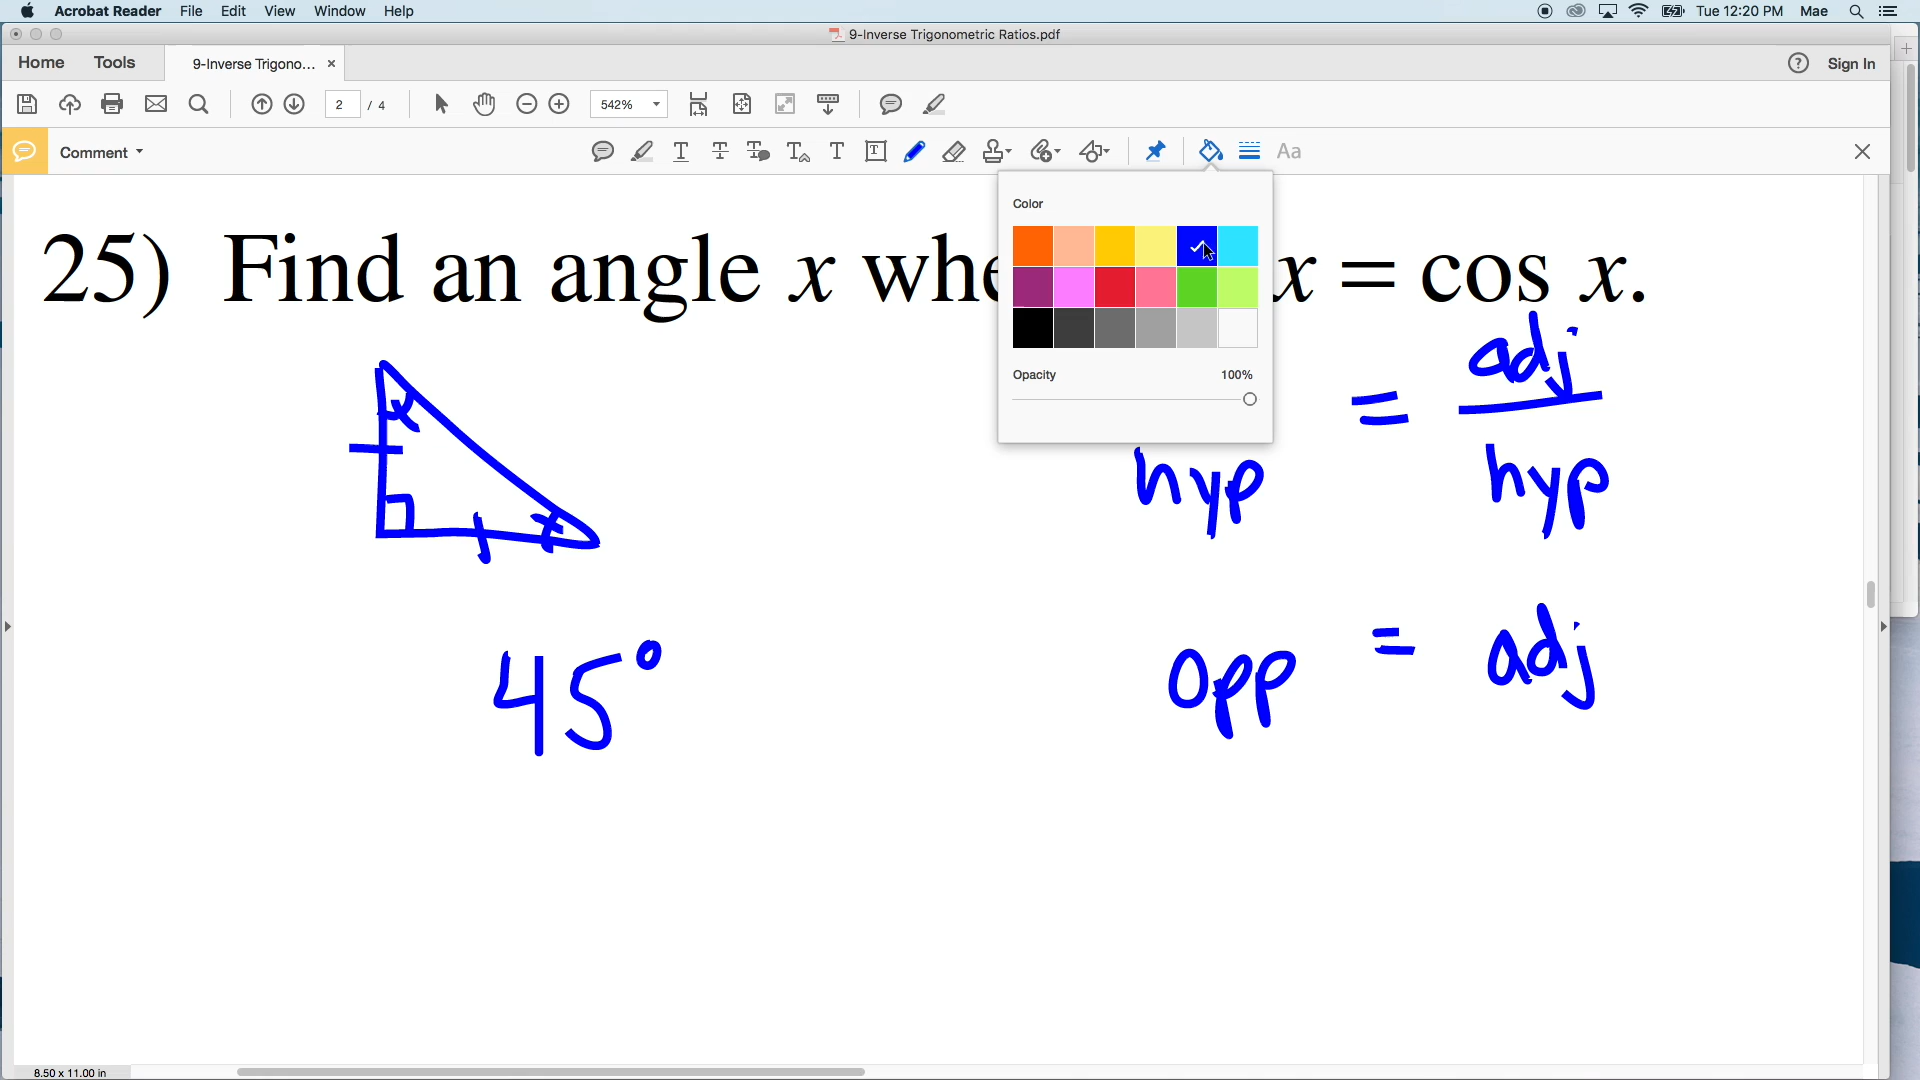 Acrobat Reader File Edit View Window Help Tue 12:20 PM Mae
9-Inverse Trigonometric Ratios.pdf
Home Tools 9-Inverse Trigono... × ? Sign In
2 / 4 542%
Comment T T T T T T Aa
Color
25) Find an angle x whe x = cos x.
Opacity 100%
= adj
hyp hyp
x
x
opp = adj
45°
8.50 x 11.00 in